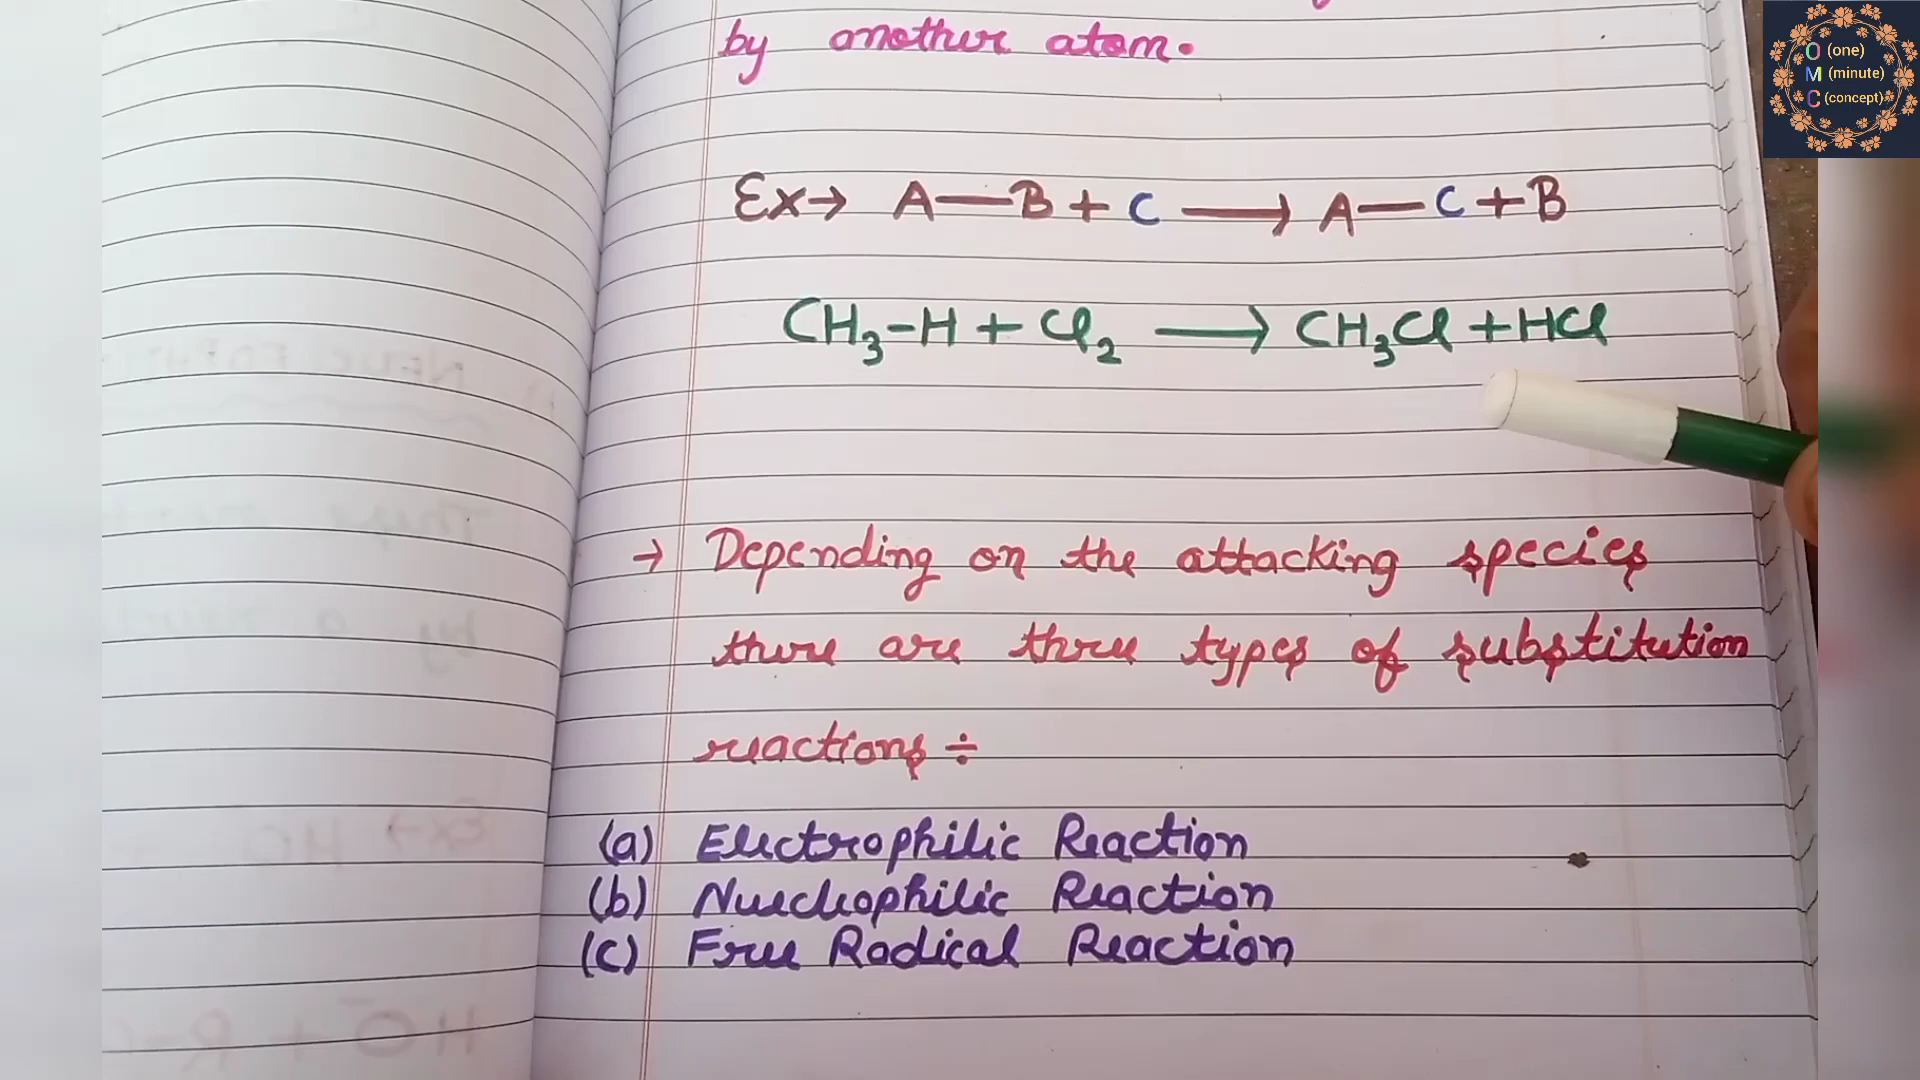 by another atom.
O (one)
M (minute)
C (concept)
Ex→ A—B + C ⟶ A—C + B
CH₃-H + Cl₂ ⟶ CH₃Cl + HCl
→ Depending on the attacking species
there are three types of substitution
reactions ÷
(a) Electrophilic Reaction
(b) Nucleophilic Reaction
(c) Free Radical Reaction